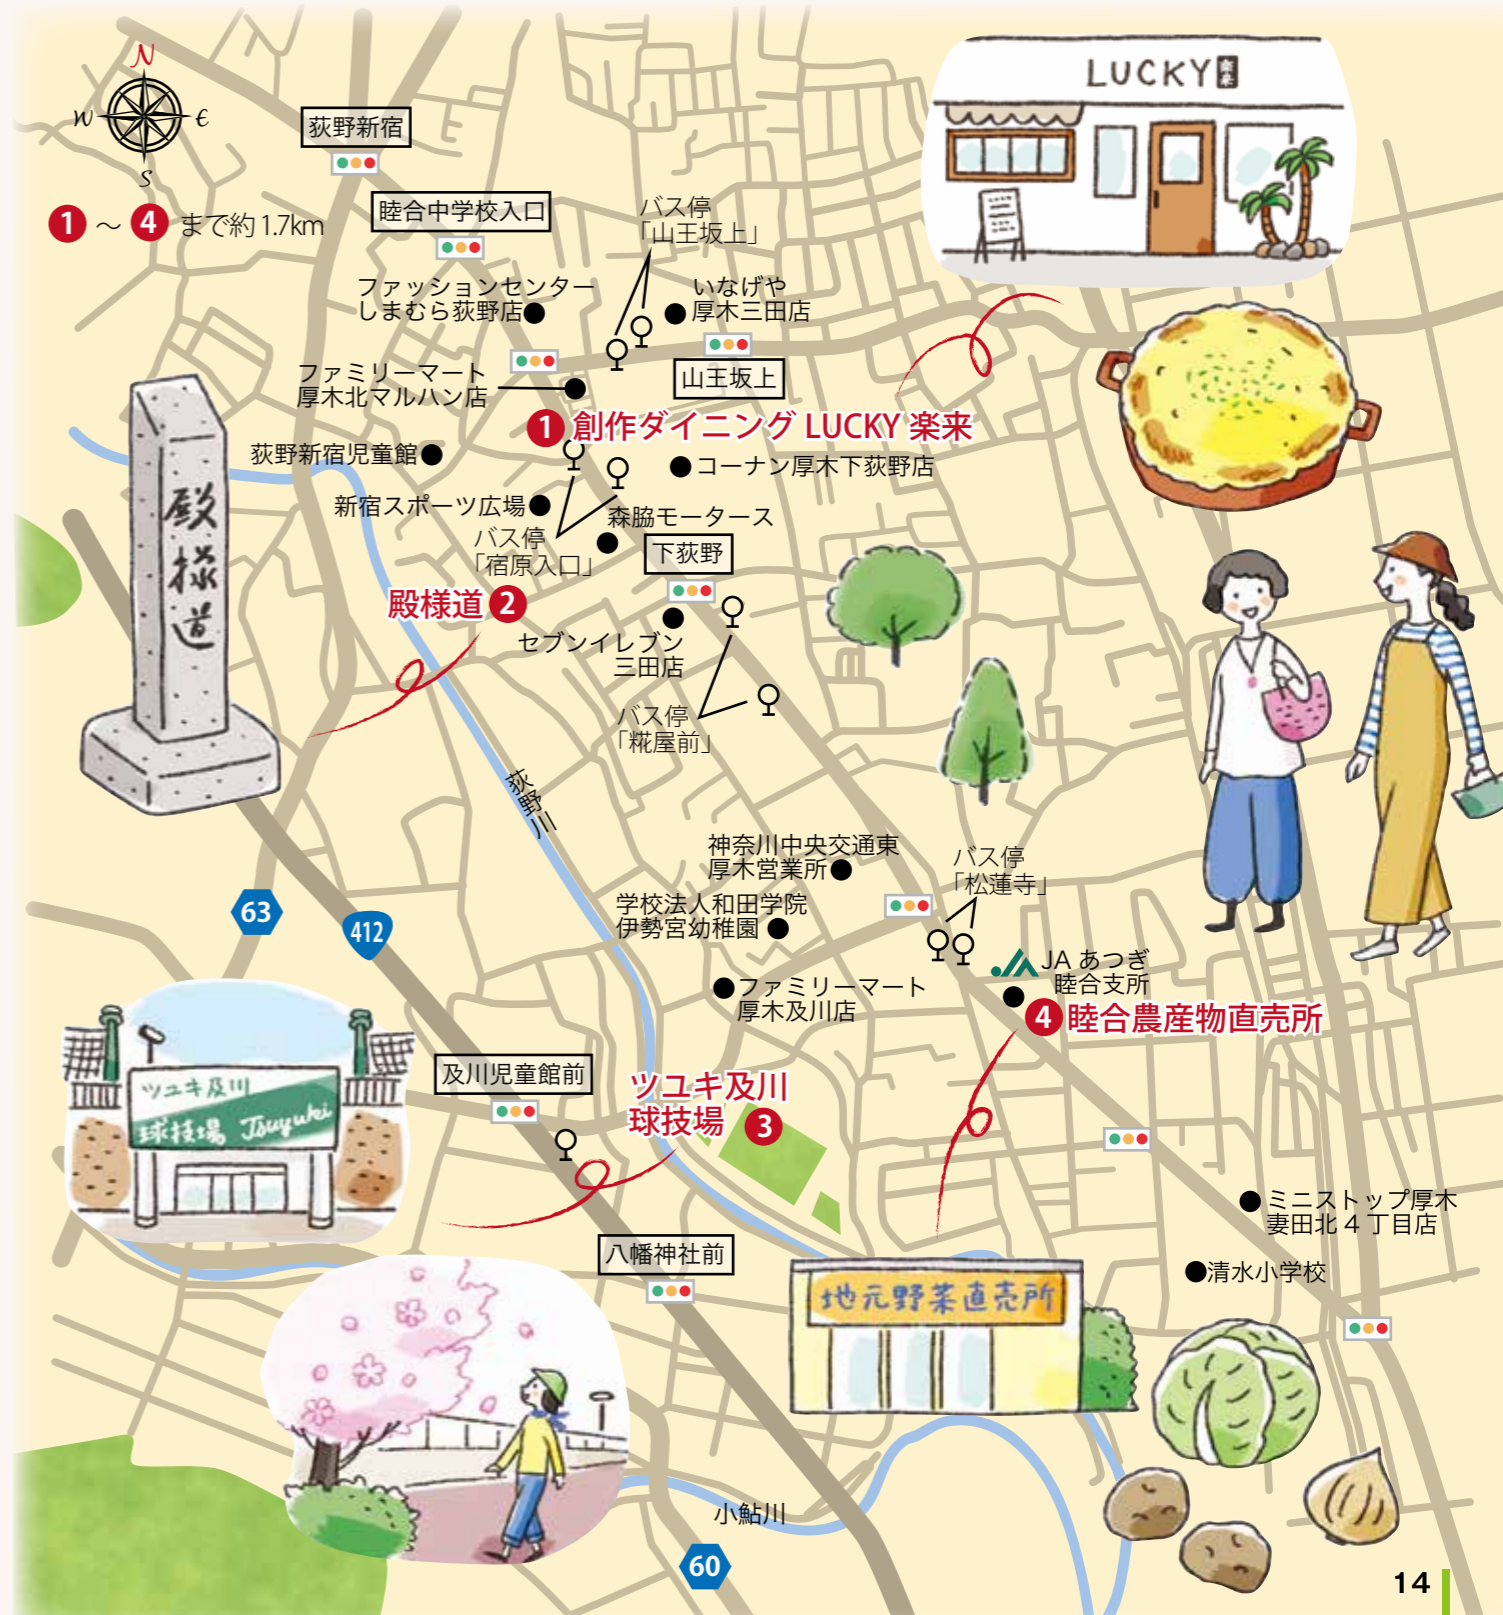 N
W
E
S
荻野新宿
LUCKY楽来
1 ～ 4 まで約 1.7km
睦合中学校入口
バス停
「山王坂上」
ファッションセンター
しまむら荻野店
いなげや
厚木三田店
ファミリーマート
厚木北マルハン店
山王坂上
1 創作ダイニング LUCKY 楽来
荻野新宿児童館
コーナン厚木下荻野店
新宿スポーツ広場
森脇モータース
バス停
「宿原入口」
下荻野
殿様道
殿様道 2
セブンイレブン
三田店
バス停
「糀屋前」
荻野川
神奈川中央交通東
厚木営業所
バス停
「松蓮寺」
学校法人和田学院
伊勢宮幼稚園
63
412
JA あつぎ
睦合支所
ファミリーマート
厚木及川店
4 睦合農産物直売所
及川児童館前
ツユキ及川
球技場 3
ツユキ及川
球技場 Tsuyuki
ミニストップ厚木
妻田北 4 丁目店
八幡神社前
清水小学校
地元野菜直売所
小鮎川
60
14